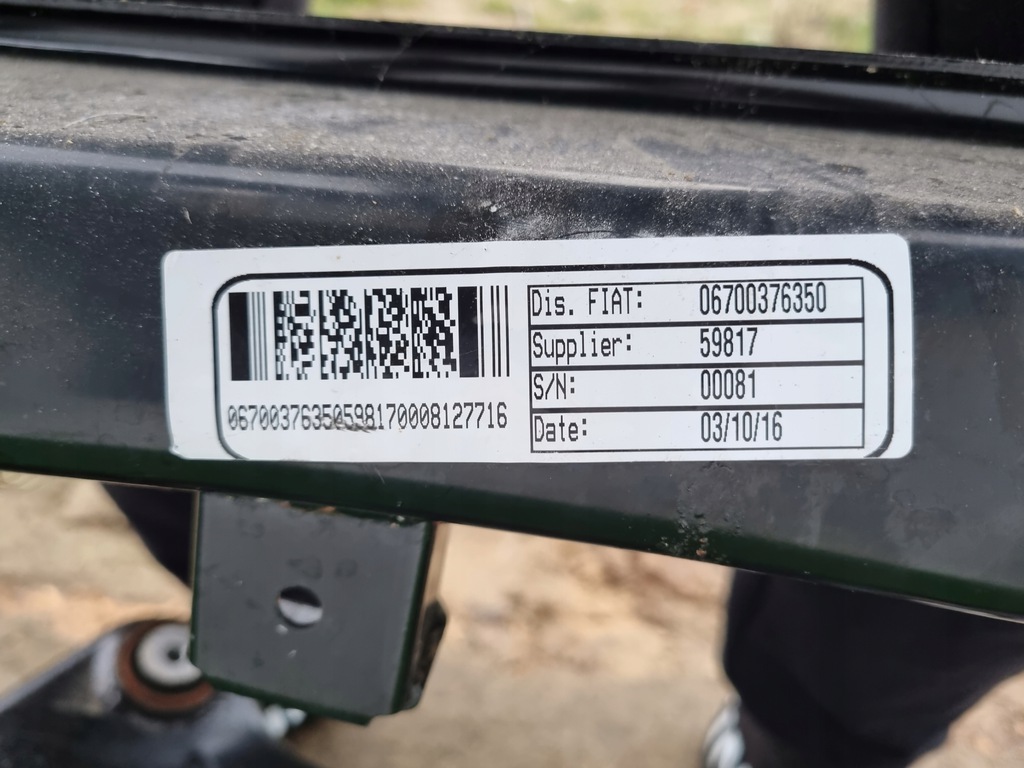 Dis. FIAT: 06700376350
Supplier: 59817
S/N: 00081
Date: 03/10/16
06700376350598170008127716